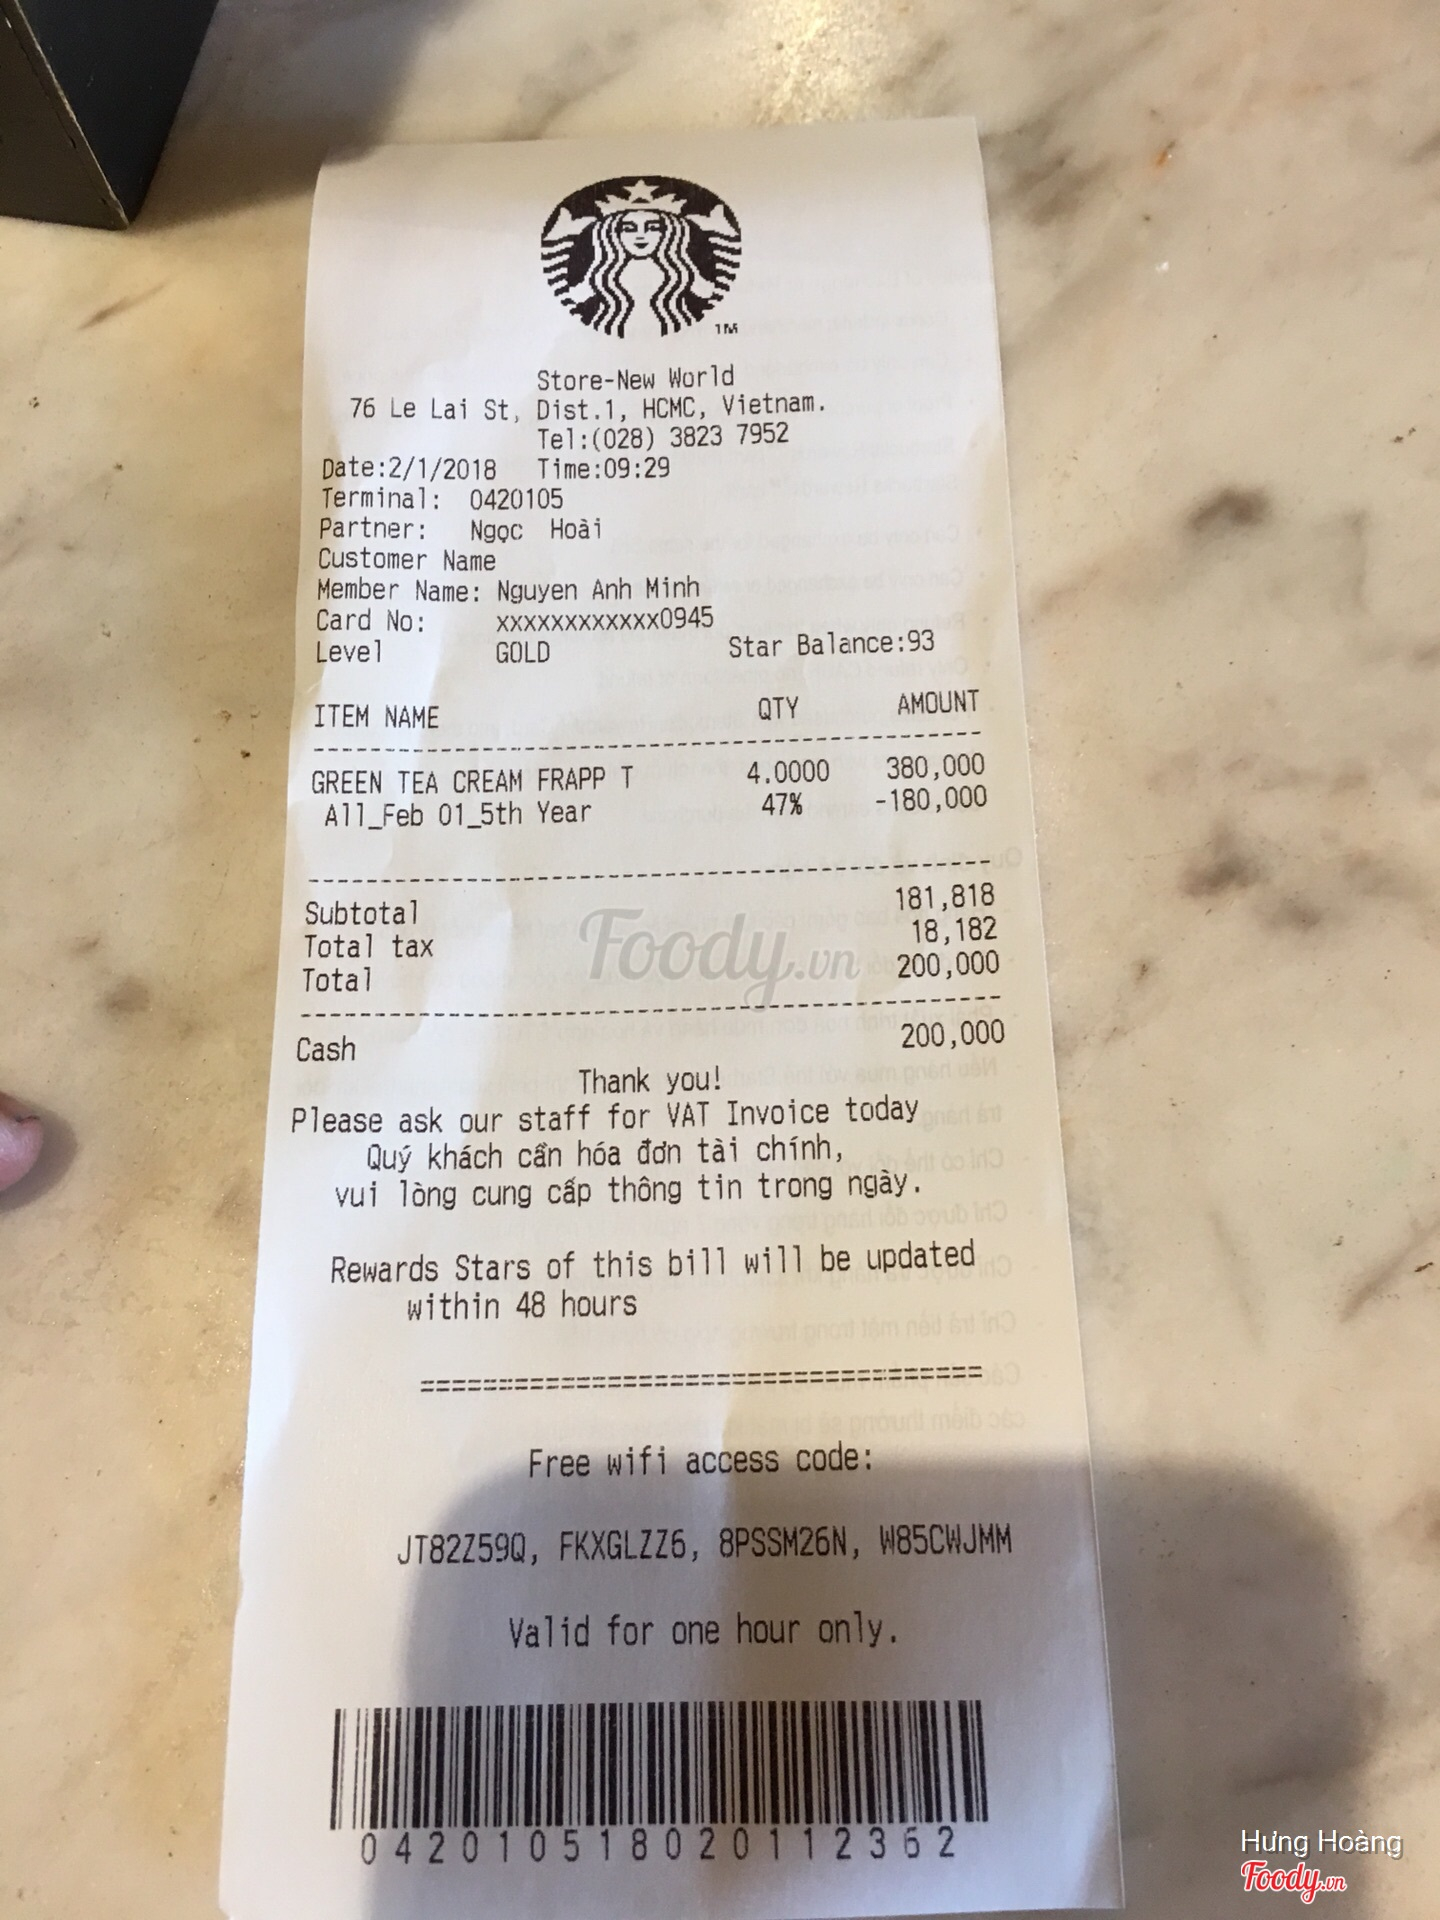 TM
Store-New World
76 Le Lai St, Dist.1, HCMC, Vietnam.
Tel:(028) 3823 7952
Date:2/1/2018 Time:09:29
Terminal: 0420105
Partner: Ngọc Hoài
Customer Name
Member Name: Nguyen Anh Minh
Card No: xxxxxxxxxxxx0945
Level GOLD Star Balance:93
ITEM NAME QTY AMOUNT
GREEN TEA CREAM FRAPP T 4.0000 380,000
All_Feb 01_5th Year 47% -180,000
Subtotal 181,818
Total tax 18,182
Total 200,000
Foody.vn
Cash 200,000
Thank you!
Please ask our staff for VAT Invoice today
Quý khách cần hóa đơn tài chính,
vui lòng cung cấp thông tin trong ngày.
Rewards Stars of this bill will be updated
within 48 hours
===================================
Free wifi access code:
JT82Z59Q, FKXGLZZ6, 8PSSM26N, W85CWJMM
Valid for one hour only.
042010518020112362
Hưng Hoàng
Foody.vn